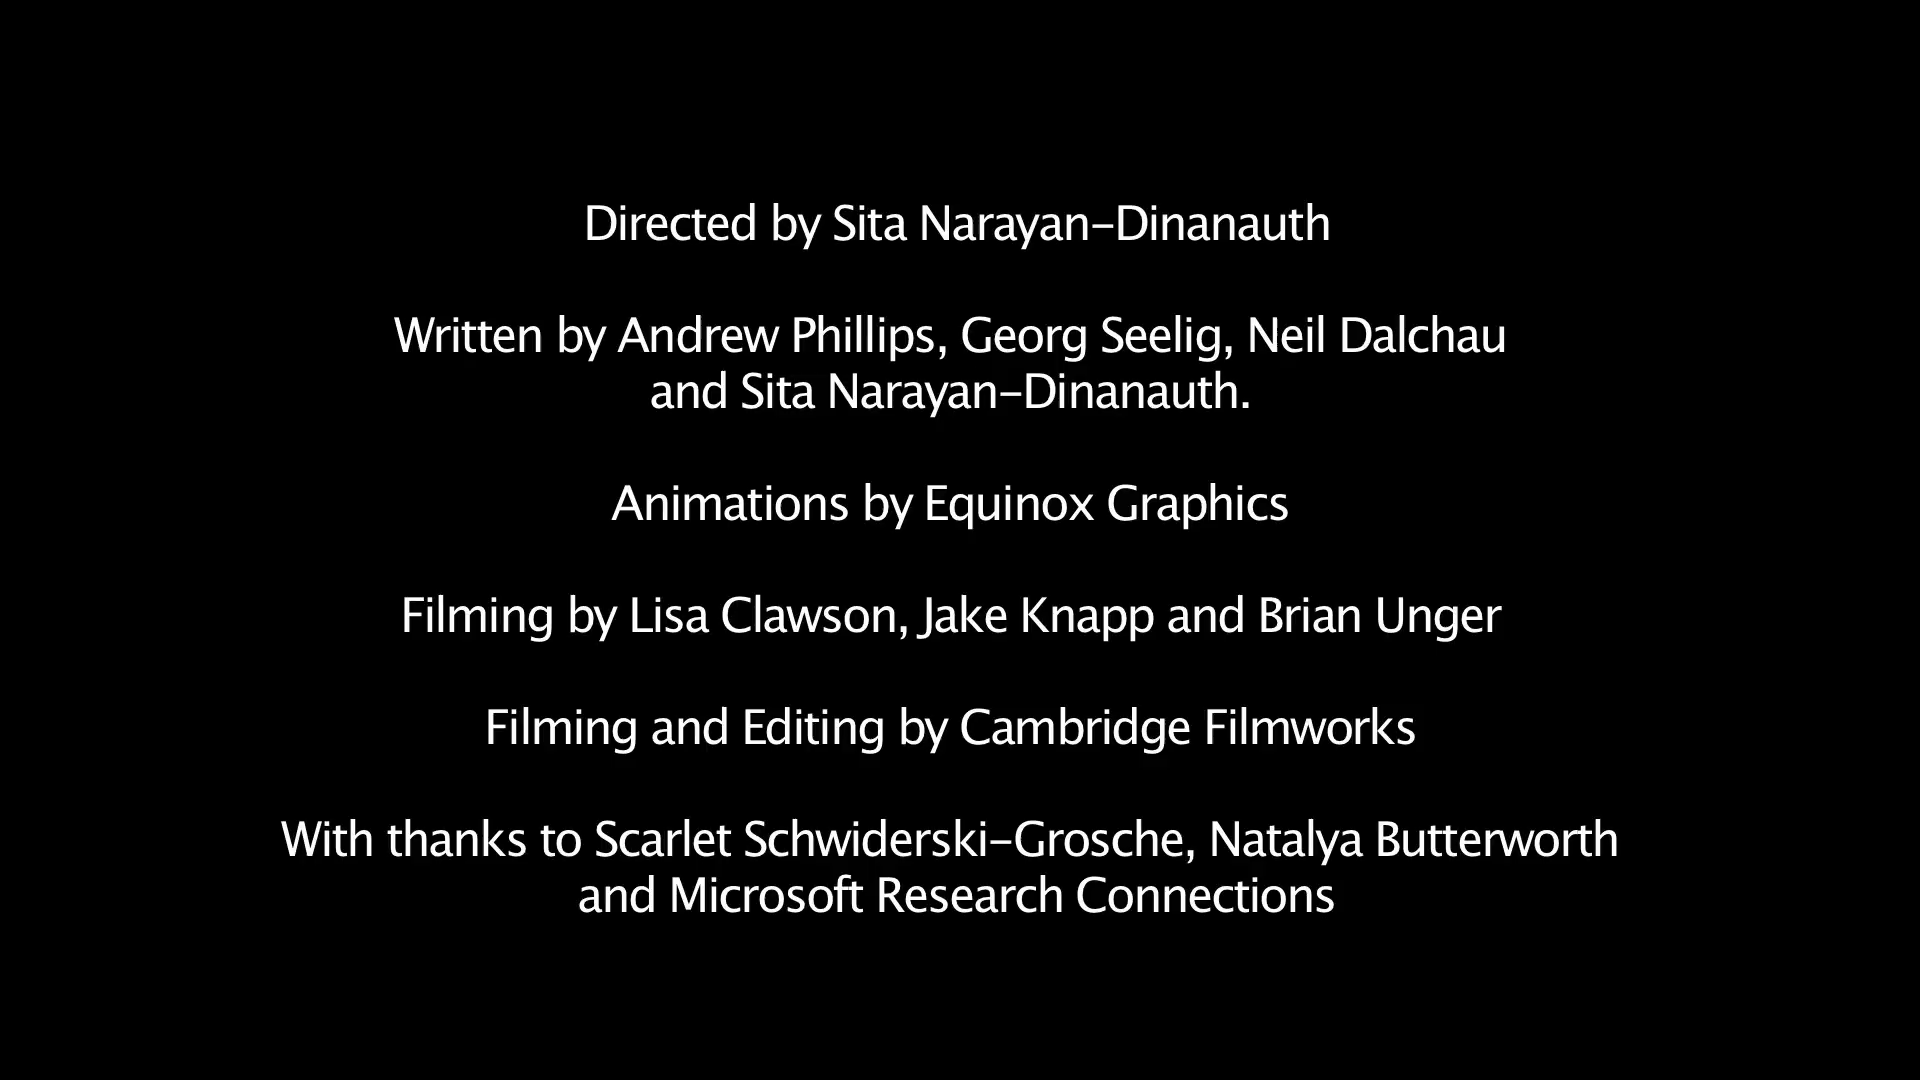 Directed by Sita Narayan-Dinanauth
Written by Andrew Phillips, Georg Seelig, Neil Dalchau
and Sita Narayan-Dinanauth.
Animations by Equinox Graphics
Filming by Lisa Clawson, Jake Knapp and Brian Unger
Filming and Editing by Cambridge Filmworks
With thanks to Scarlet Schwiderski-Grosche, Natalya Butterworth
and Microsoft Research Connections